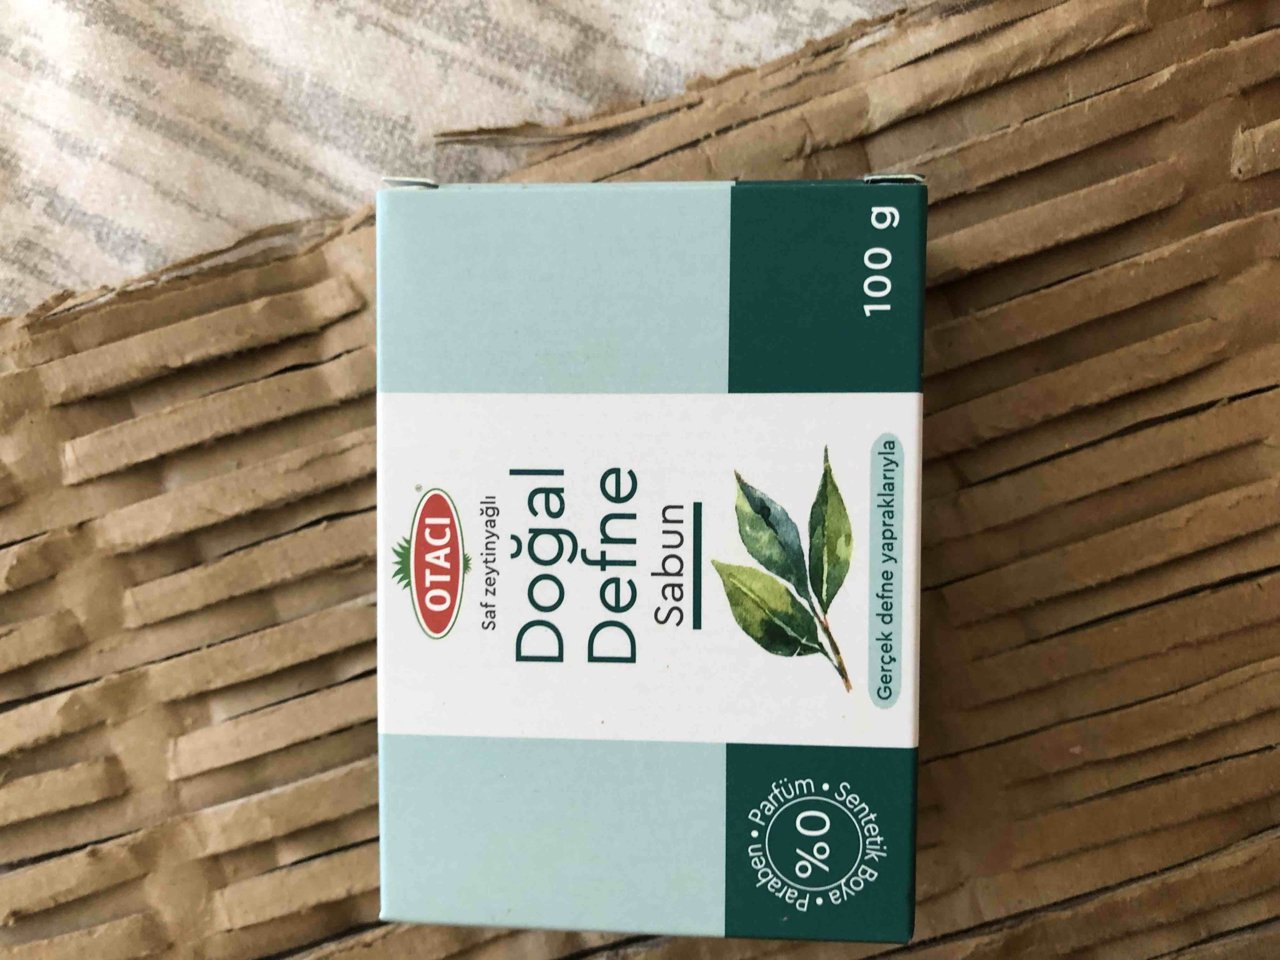 OTACI
®
Saf zeytinyağlı
Doğal
Defne
Sabun
Gerçek defne yapraklarıyla
%0
Paraben • Parfüm • Sentetik Boya •
100 g